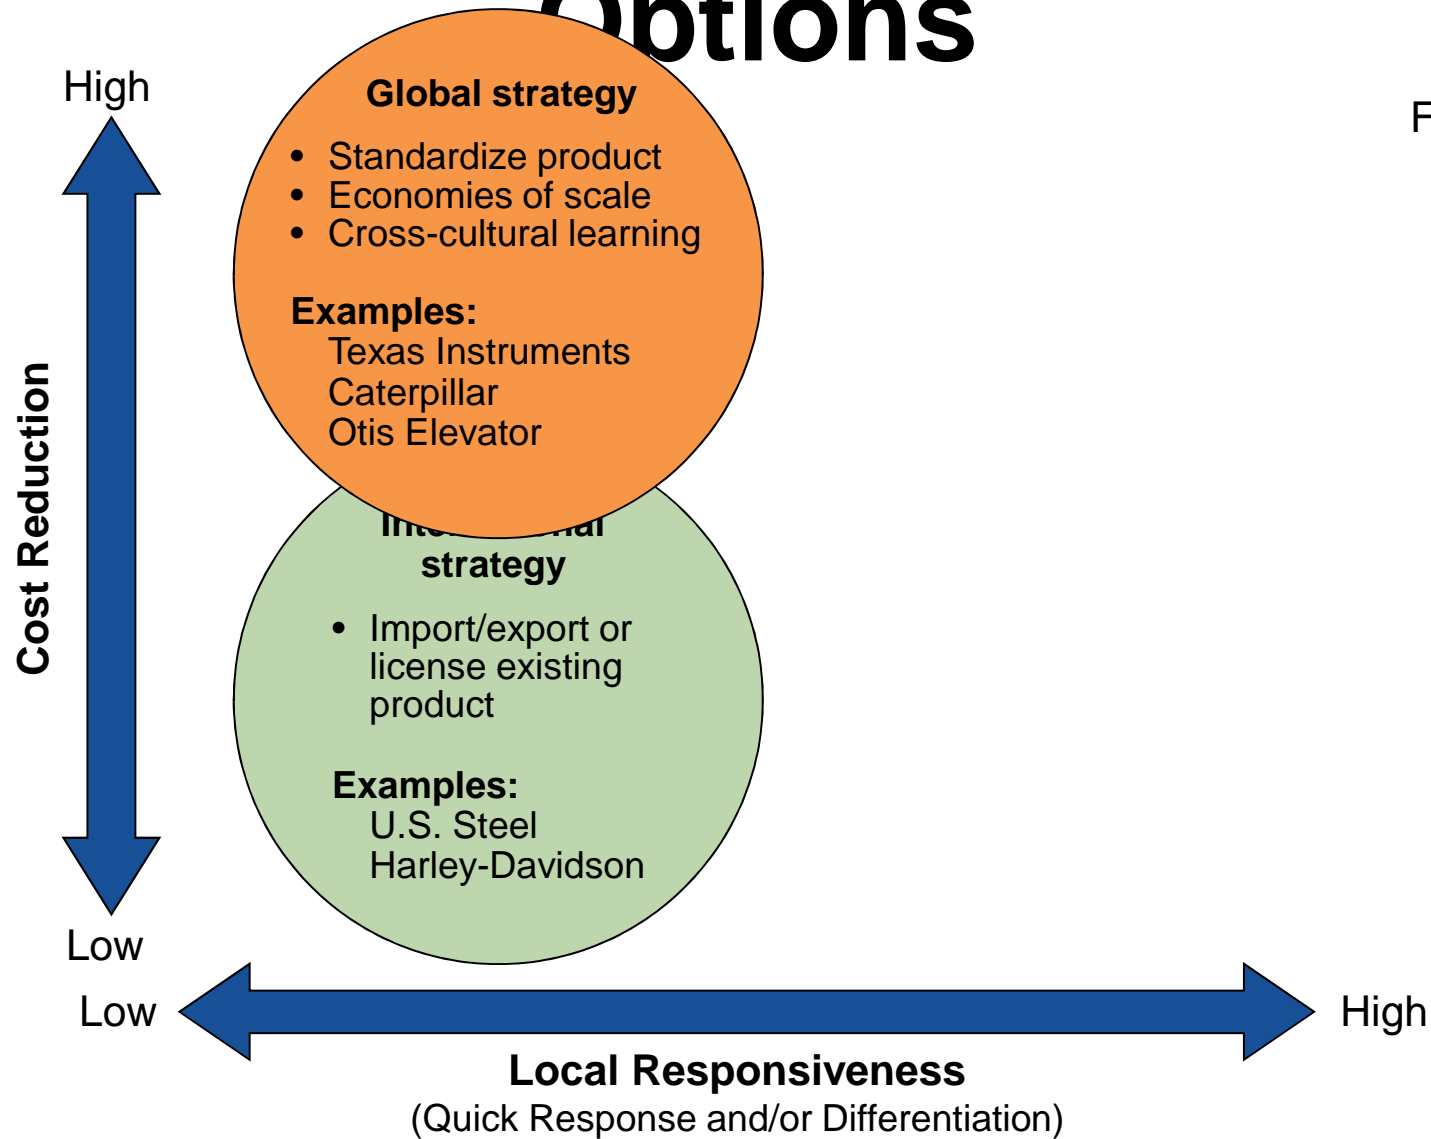 Options
High
F
Global strategy
• Standardize product
• Economies of scale
• Cross-cultural learning
Examples:
Texas Instruments
Caterpillar
Otis Elevator
Cost Reduction
strategy
• Import/export or
license existing
product
Examples:
U.S. Steel
Harley-Davidson
Low
Low
High
Local Responsiveness
(Quick Response and/or Differentiation)